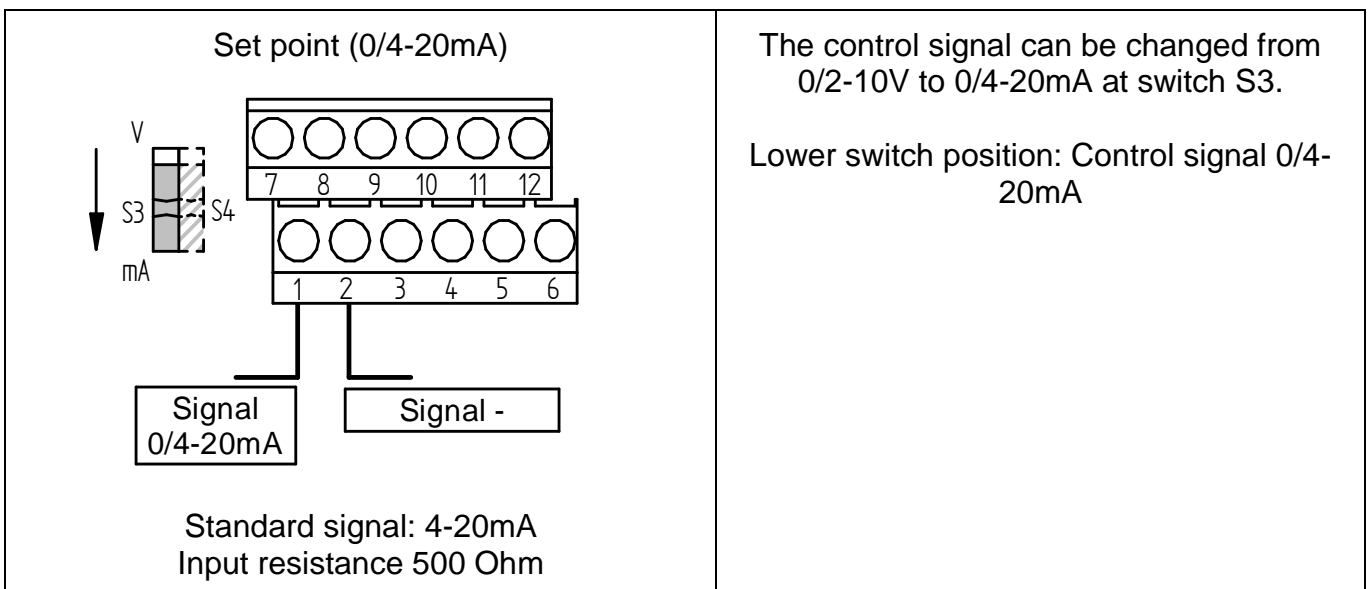 Set point (0/4-20mA)
V
S3
S4
mA
7 8 9 10 11 12
1 2 3 4 5 6
Signal
0/4-20mA
Signal -
Standard signal: 4-20mA
Input resistance 500 Ohm
The control signal can be changed from
0/2-10V to 0/4-20mA at switch S3.
Lower switch position: Control signal 0/4-
20mA